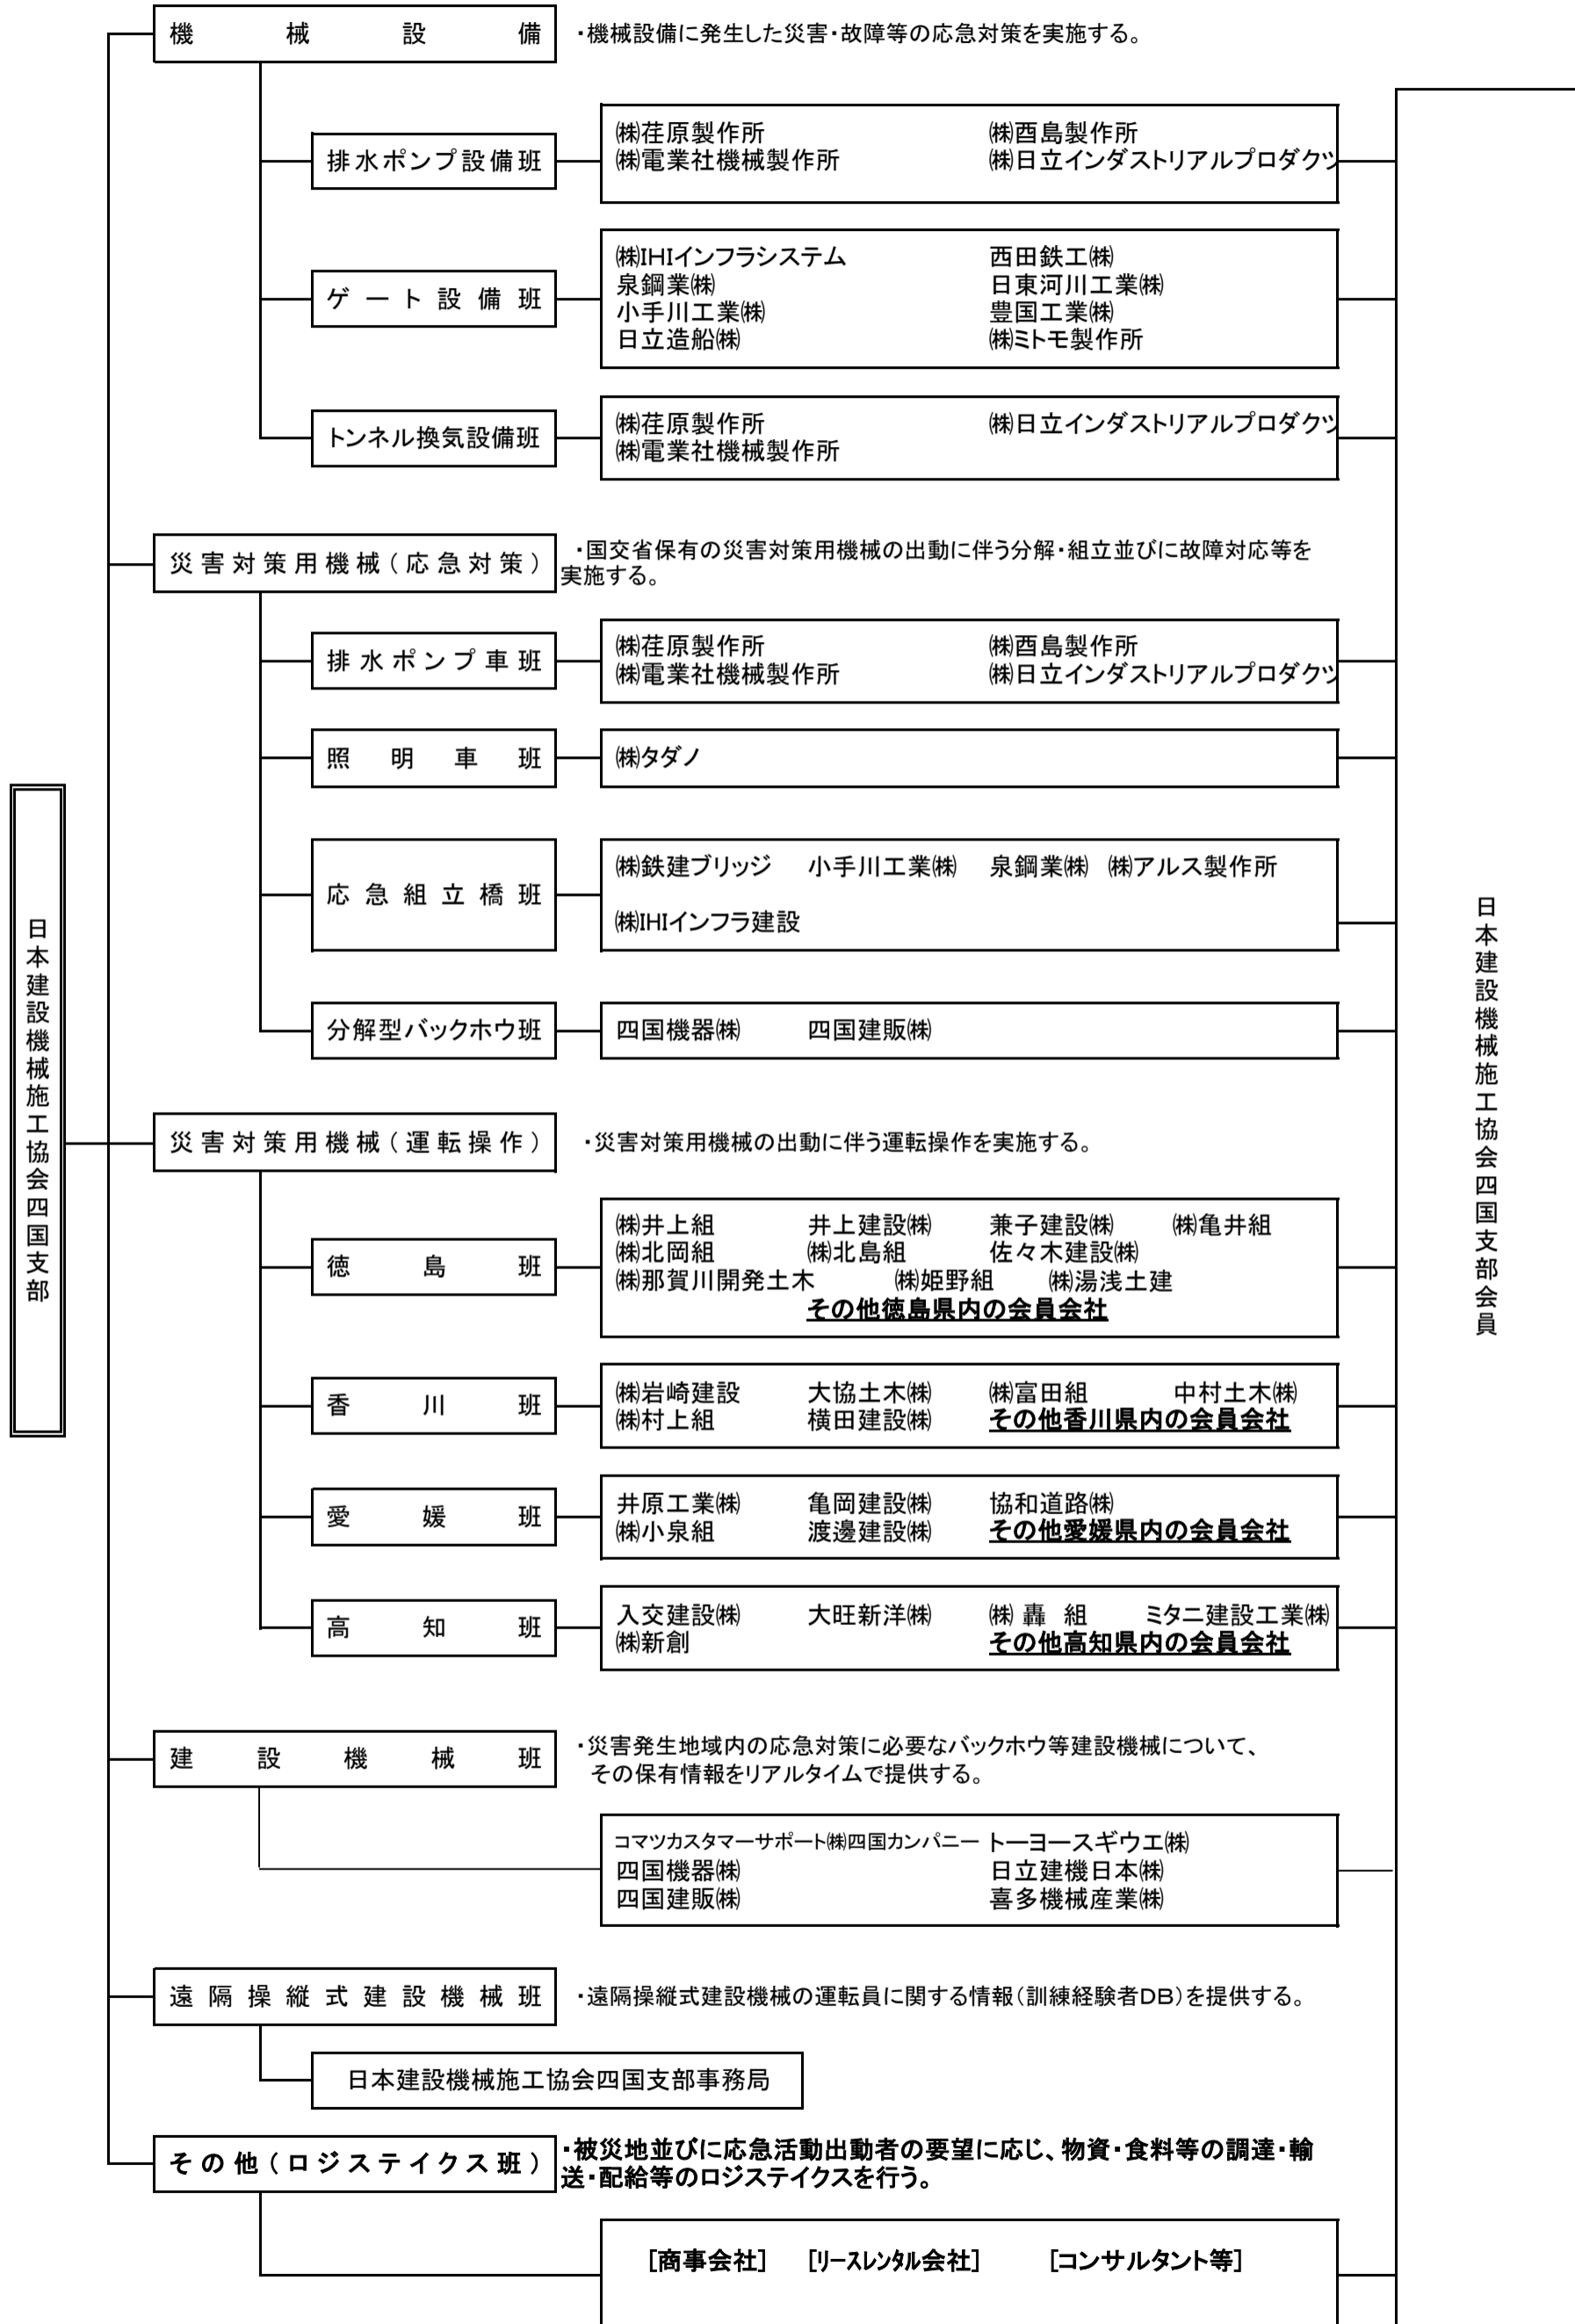 機械設備
・機械設備に発生した災害・故障等の応急対策を実施する。
排水ポンプ設備班
㈱荏原製作所 ㈱酉島製作所
㈱電業社機械製作所 ㈱日立インダストリアルプロダクツ
ゲート設備班
㈱IHIインフラシステム 西田鉄工㈱
泉鋼業㈱ 日東河川工業㈱
小手川工業㈱ 豊国工業㈱
日立造船㈱ ㈱ミトモ製作所
トンネル換気設備班
㈱荏原製作所 ㈱日立インダストリアルプロダクツ
㈱電業社機械製作所
災害対策用機械（応急対策）
・国交省保有の災害対策用機械の出動に伴う分解・組立並びに故障対応等を
実施する。
排水ポンプ車班
㈱荏原製作所 ㈱酉島製作所
㈱電業社機械製作所 ㈱日立インダストリアルプロダクツ
照明車班
㈱タダノ
応急組立橋班
㈱鉄建ブリッジ 小手川工業㈱ 泉鋼業㈱ ㈱アルス製作所
㈱IHIインフラ建設
分解型バックホウ班
四国機器㈱ 四国建販㈱
日本建設機械施工協会四国支部
災害対策用機械（運転操作）
・災害対策用機械の出動に伴う運転操作を実施する。
徳島班
㈱井上組 井上建設㈱ 兼子建設㈱ ㈱亀井組
㈱北岡組 ㈱北島組 佐々木建設㈱
㈱那賀川開発土木 ㈱姫野組 ㈱湯浅土建
その他徳島県内の会員会社
香川班
㈱岩崎建設 大協土木㈱ ㈱富田組 中村土木㈱
㈱村上組 横田建設㈱ その他香川県内の会員会社
愛媛班
井原工業㈱ 亀岡建設㈱ 協和道路㈱
㈱小泉組 渡邊建設㈱ その他愛媛県内の会員会社
高知班
入交建設㈱ 大旺新洋㈱ ㈱轟組 ミタニ建設工業㈱
㈱新創 その他高知県内の会員会社
建設機械班
・災害発生地域内の応急対策に必要なバックホウ等建設機械について、
その保有情報をリアルタイムで提供する。
コマツカスタマーサポート㈱四国カンパニー トーヨースギウエ㈱
四国機器㈱ 日立建機日本㈱
四国建販㈱ 喜多機械産業㈱
遠隔操縦式建設機械班
・遠隔操縦式建設機械の運転員に関する情報（訓練経験者DB）を提供する。
日本建設機械施工協会四国支部事務局
その他（ロジステイクス班）
・被災地並びに応急活動出動者の要望に応じ、物資・食料等の調達・輸
送・配給等のロジステイクスを行う。
［商事会社］ ［リースレンタル会社］ ［コンサルタント等］
日本建設機械施工協会四国支部会員